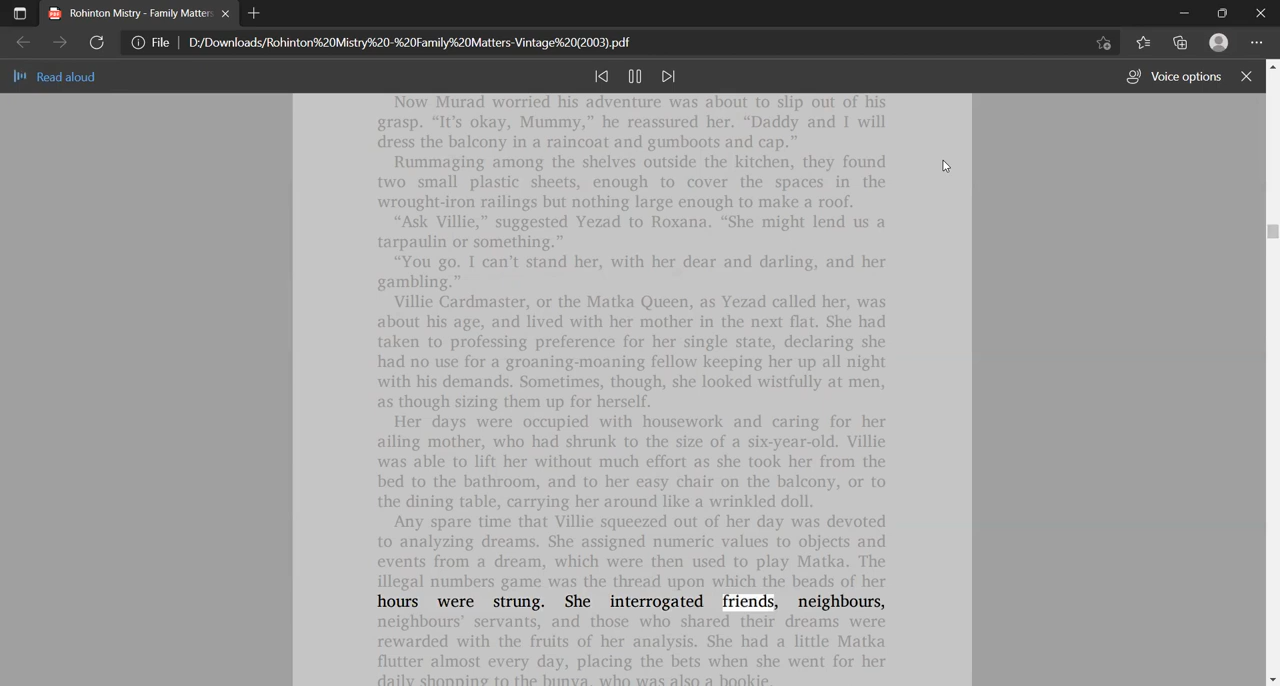 Rohinton Mistry - Family Matters
File
D:/Downloads/Rohinton%20Mistry%20-%20Family%20Matters-Vintage%20(2003).pdf
Read aloud
Voice options
Now Murad worried his adventure was about to slip out of his
grasp. “It’s okay, Mummy,” he reassured her. “Daddy and I will
dress the balcony in a raincoat and gumboots and cap.”
Rummaging among the shelves outside the kitchen, they found
two small plastic sheets, enough to cover the spaces in the
wrought-iron railings but nothing large enough to make a roof.
“Ask Villie,” suggested Yezad to Roxana. “She might lend us a
tarpaulin or something.”
“You go. I can’t stand her, with her dear and darling, and her
gambling.”
Villie Cardmaster, or the Matka Queen, as Yezad called her, was
about his age, and lived with her mother in the next flat. She had
taken to professing preference for her single state, declaring she
had no use for a groaning-moaning fellow keeping her up all night
with his demands. Sometimes, though, she looked wistfully at men,
as though sizing them up for herself.
Her days were occupied with housework and caring for her
ailing mother, who had shrunk to the size of a six-year-old. Villie
was able to lift her without much effort as she took her from the
bed to the bathroom, and to her easy chair on the balcony, or to
the dining table, carrying her around like a wrinkled doll.
Any spare time that Villie squeezed out of her day was devoted
to analyzing dreams. She assigned numeric values to objects and
events from a dream, which were then used to play Matka. The
illegal numbers game was the thread upon which the beads of her
hours were strung. She interrogated friends, neighbours,
neighbours’ servants, and those who shared their dreams were
rewarded with the fruits of her analysis. She had a little Matka
flutter almost every day, placing the bets when she went for her
daily shopping to the bunya, who was also a bookie.